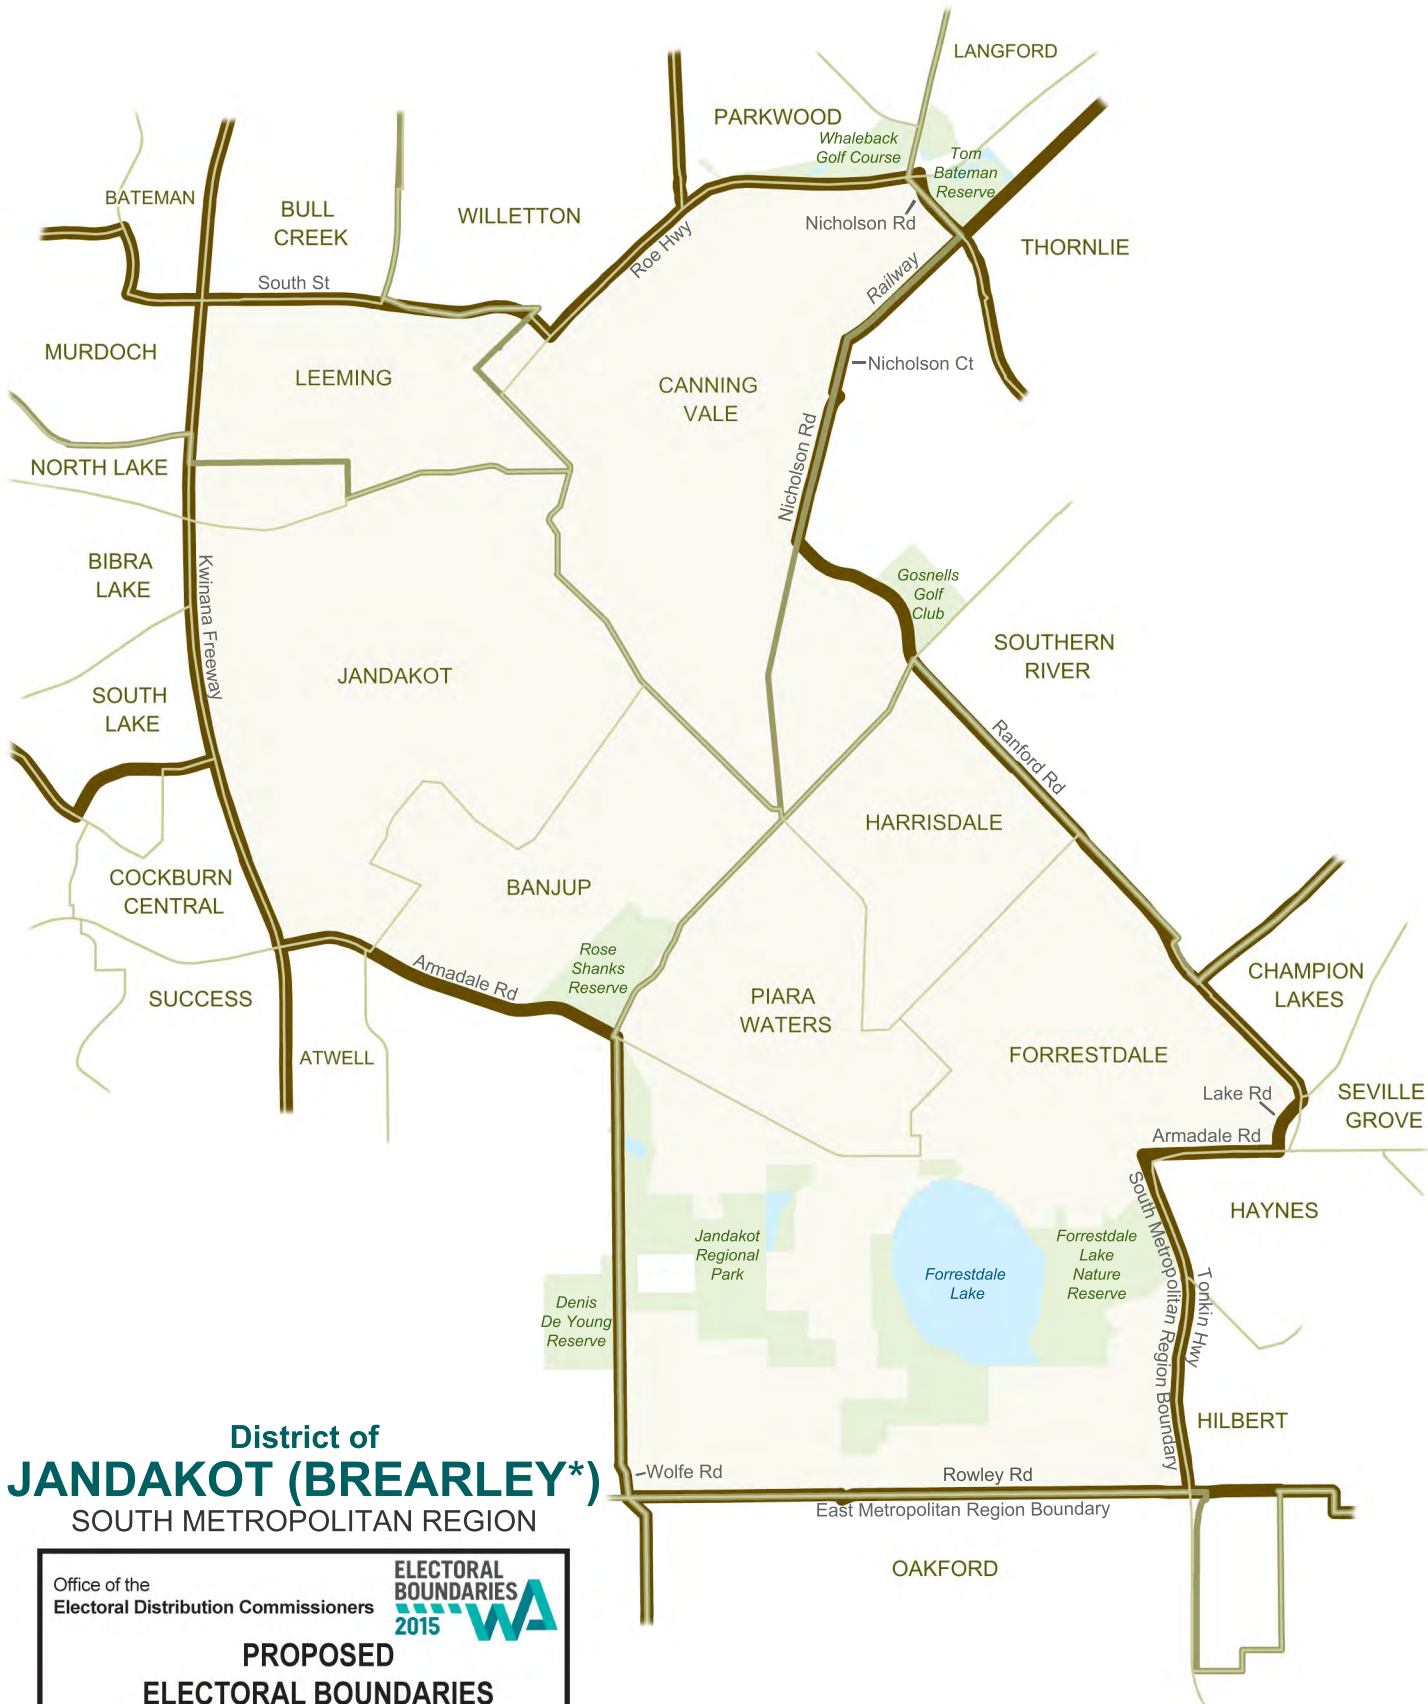 LANGFORD
PARKWOOD
Whaleback
Golf Course
Tom
Bateman
Reserve
BATEMAN
BULL
CREEK
WILLETTON
Nicholson Rd
Roe Hwy
THORNLIE
Railway
South St
MURDOCH
LEEMING
CANNING
VALE
Nicholson Ct
Nicholson Rd
NORTH LAKE
BIBRA
LAKE
Kwinana Freeway
Gosnells
Golf
Club
SOUTHERN
RIVER
JANDAKOT
SOUTH
LAKE
Ranford Rd
HARRISDALE
COCKBURN
CENTRAL
BANJUP
Rose
Shanks
Reserve
Armadale Rd
SUCCESS
PIARA
WATERS
CHAMPION
LAKES
ATWELL
FORRESTDALE
Lake Rd
SEVILLE
GROVE
Armadale Rd
HAYNES
South Metropolitan Region Boundary
Tonkin Hwy
Jandakot
Regional
Park
Forrestdale
Lake
Forrestdale
Lake
Nature
Reserve
Denis
De Young
Reserve
HILBERT
Wolfe Rd
Rowley Rd
East Metropolitan Region Boundary
OAKFORD
District of
JANDAKOT (BREARLEY*)
SOUTH METROPOLITAN REGION
Office of the
Electoral Distribution Commissioners
ELECTORAL
BOUNDARIES
2015 WA
PROPOSED
ELECTORAL BOUNDARIES